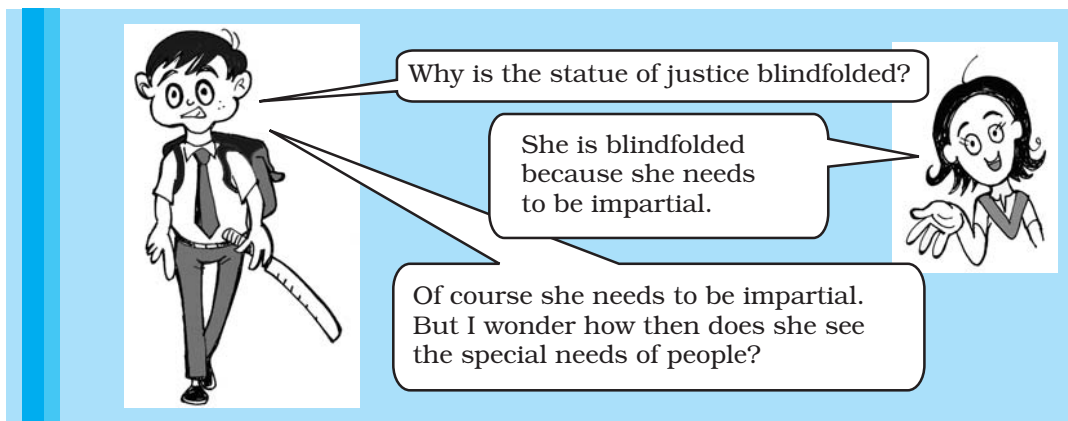 Why is the statue of justice blindfolded?
She is blindfolded
because she needs
to be impartial.
Of course she needs to be impartial.
But I wonder how then does she see
the special needs of people?